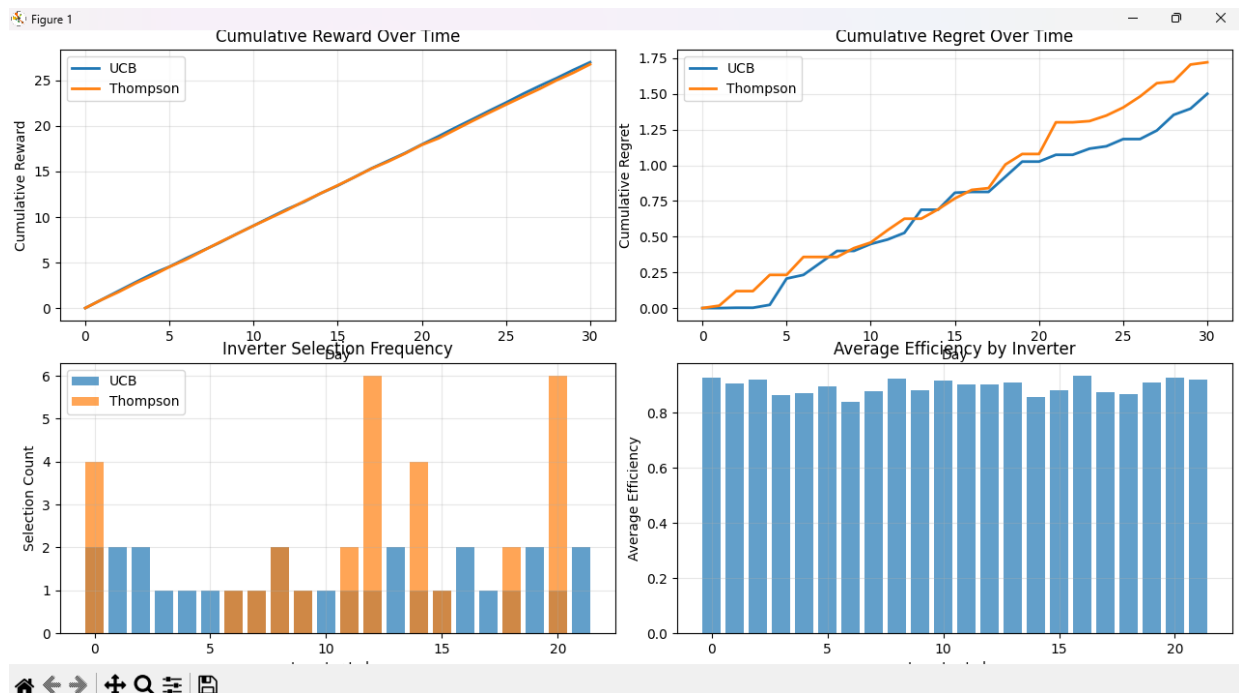 Figure 1
Cumulative Reward Over Time
UCB
Thompson
Cumulative Reward
25
20
15
10
5
0
0 5 10 15 20 25 30
Day
Cumulative Regret Over Time
UCB
Thompson
Cumulative Regret
1.75
1.50
1.25
1.00
0.75
0.50
0.25
0.00
0 5 10 15 20 25 30
Day
Inverter Selection Frequency
UCB
Thompson
Selection Count
6
5
4
3
2
1
0
0 5 10 15 20
Average Efficiency by Inverter
Average Efficiency
0.8
0.6
0.4
0.2
0.0
0 5 10 15 20